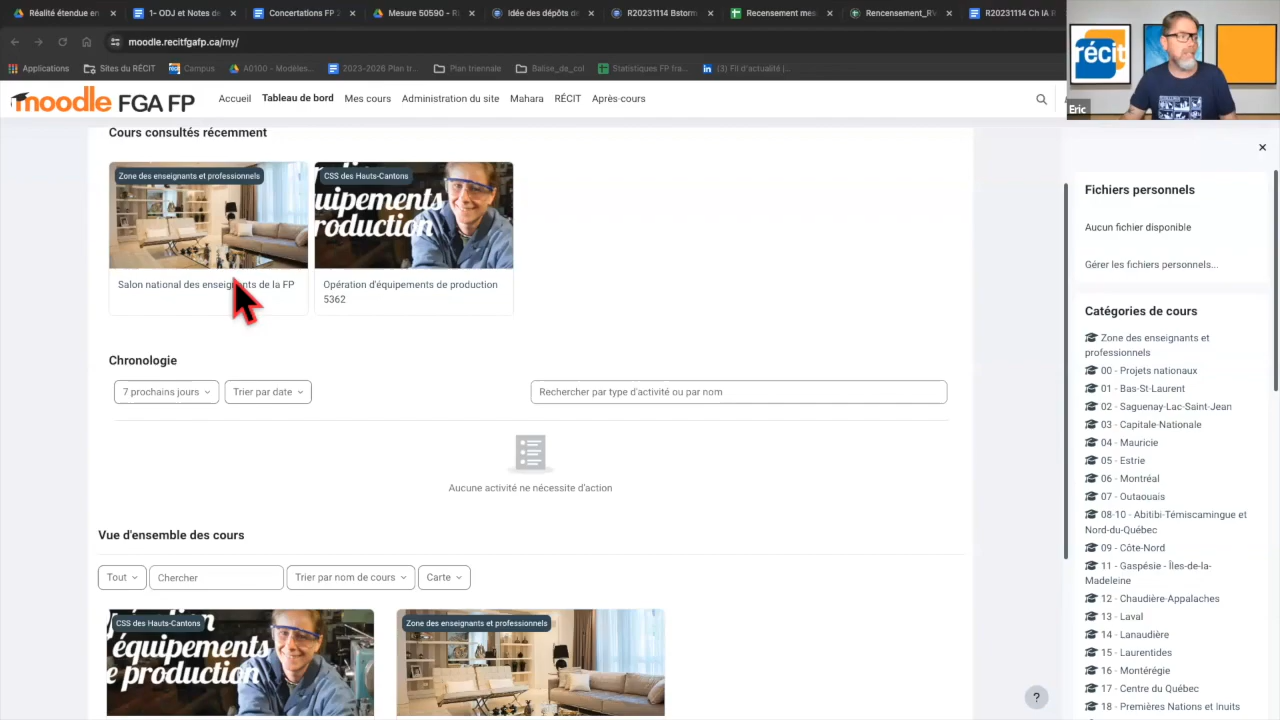 Réalité étendue en
1- ODJ et Notes de
Concertations FP 2
Mesure 50590 - R
Idée des dépôts
R20231114 Bstorm
Recensement mes
Rencensement_RV
R20231114 Ch IA R
moodle.recitfgafp.ca/my/
Applications
Sites du RÉCIT
Campus
A0100 - Modèles...
2023-2020 Plan tr
Plan triennale
Balise_de_col
Statistiques FP fra...
(3) Fil d'actualité |...
récit
Eric
moodle FGA FP
Accueil
Tableau de bord
Mes cours
Administration du site
Mahara
RÉCIT
Après-cours
Cours consultés récemment
Zone des enseignants et professionnels
Salon national des enseignants de la FP
CSS des Hauts-Cantons
uipements
roduction
Opération d'équipements de production
5362
Chronologie
7 prochains jours
Trier par date
Rechercher par type d'activité ou par nom
Aucune activité ne nécessite d'action
Vue d'ensemble des cours
Tout
Chercher
Trier par nom de cours
Carte
CSS des Hauts-Cantons
équipements
e production
Zone des enseignants et professionnels
Fichiers personnels
Aucun fichier disponible
Gérer les fichiers personnels...
Catégories de cours
Zone des enseignants et
professionnels
00 - Projets nationaux
01 - Bas-St-Laurent
02 - Saguenay-Lac-Saint-Jean
03 - Capitale-Nationale
04 - Mauricie
05 - Estrie
06 - Montréal
07 - Outaouais
08-10 - Abitibi-Témiscamingue et
Nord-du-Québec
09 - Côte-Nord
11 - Gaspésie - Îles-de-la-
Madeleine
12 - Chaudière-Appalaches
13 - Laval
14 - Lanaudière
15 - Laurentides
16 - Montérégie
17 - Centre du Québec
18 - Premières Nations et Inuits
?